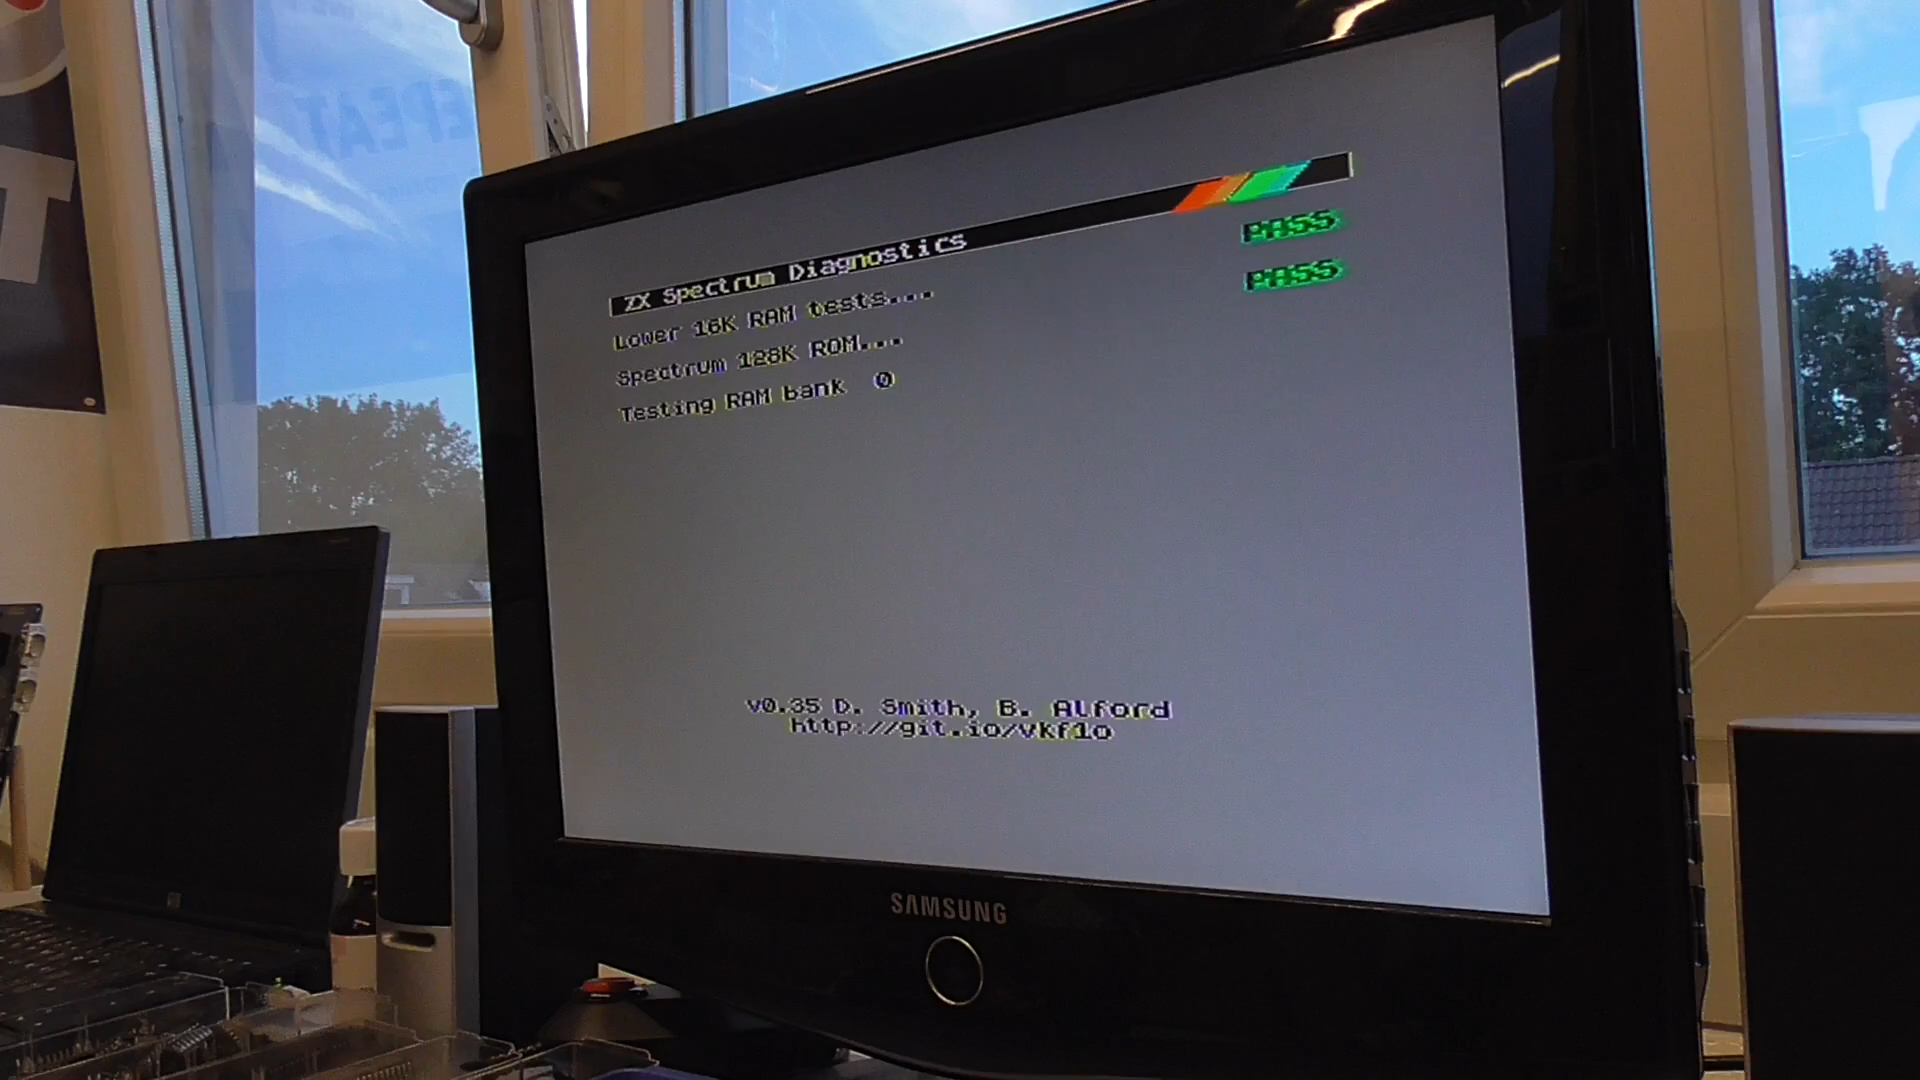 EPEAT
T
ZX Spectrum Diagnostics
Lower 16K RAM tests... PASS
Spectrum 128K ROM... PASS
Testing RAM bank 0
v0.35 D. Smith, B. Alford
http://git.io/vkf1o
SAMSUNG